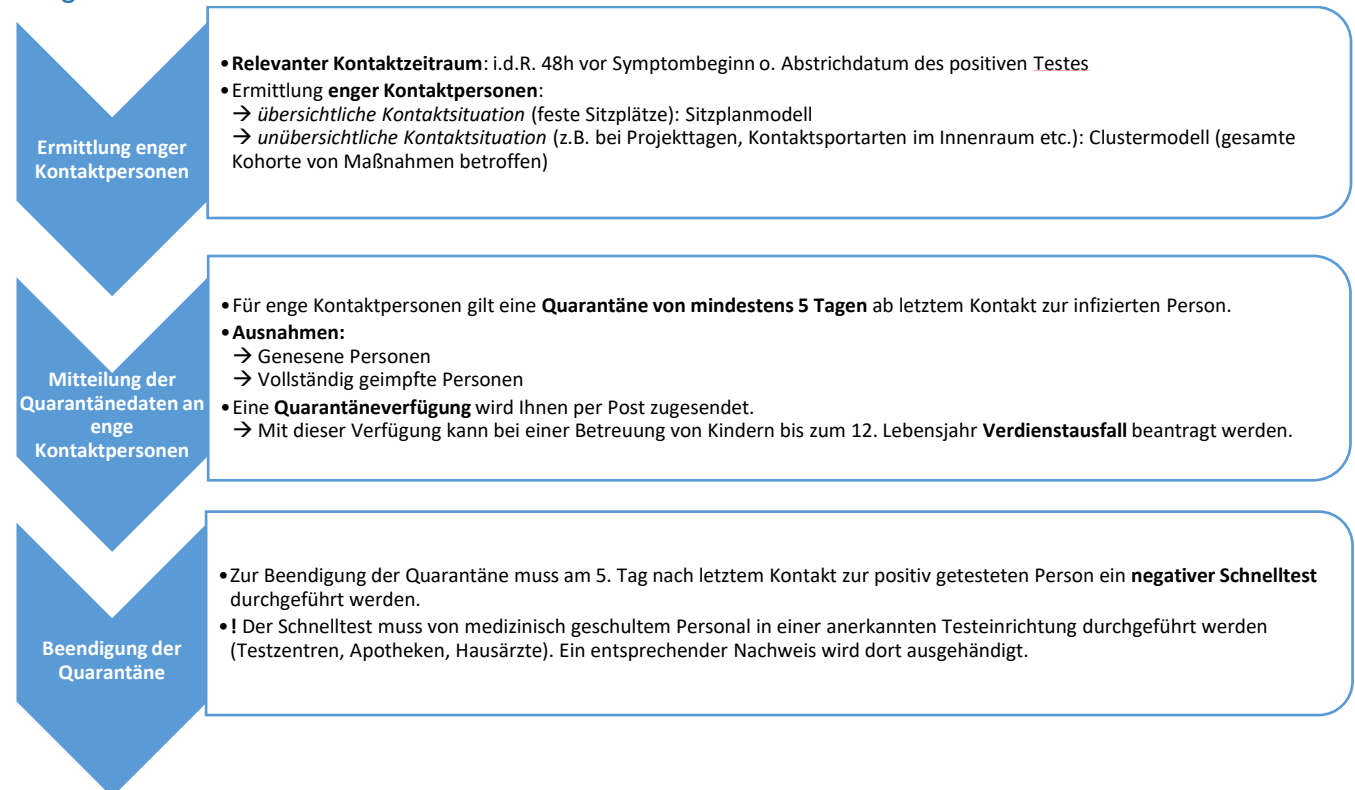 Ermittlung enger
Kontaktpersonen
•Relevanter Kontaktzeitraum: i.d.R. 48h vor Symptombeginn o. Abstrichdatum des positiven Testes
•Ermittlung enger Kontaktpersonen:
→ übersichtliche Kontaktsituation (feste Sitzplätze): Sitzplanmodell
→ unübersichtliche Kontaktsituation (z.B. bei Projekttagen, Kontaktsportarten im Innenraum etc.): Clustermodell (gesamte
Kohorte von Maßnahmen betroffen)
Mitteilung der
Quarantänedaten an
enge
Kontaktpersonen
•Für enge Kontaktpersonen gilt eine Quarantäne von mindestens 5 Tagen ab letztem Kontakt zur infizierten Person.
•Ausnahmen:
→ Genesene Personen
→ Vollständig geimpfte Personen
•Eine Quarantäneverfügung wird Ihnen per Post zugesendet.
→ Mit dieser Verfügung kann bei einer Betreuung von Kindern bis zum 12. Lebensjahr Verdienstausfall beantragt werden.
Beendigung der
Quarantäne
•Zur Beendigung der Quarantäne muss am 5. Tag nach letztem Kontakt zur positiv getesteten Person ein negativer Schnelltest
durchgeführt werden.
•! Der Schnelltest muss von medizinisch geschultem Personal in einer anerkannten Testeinrichtung durchgeführt werden
(Testzentren, Apotheken, Hausärzte). Ein entsprechender Nachweis wird dort ausgehändigt.